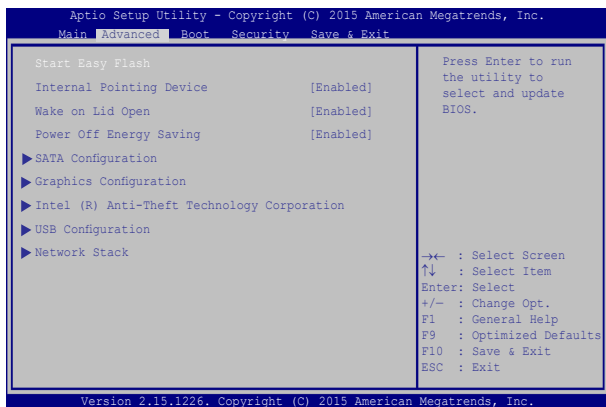 Aptio Setup Utility - Copyright (C) 2015 American Megatrends, Inc.
Main Advanced Boot Security Save & Exit
Start Easy Flash
Internal Pointing Device [Enabled]
Wake on Lid Open [Enabled]
Power Off Energy Saving [Enabled]
SATA Configuration
Graphics Configuration
Intel (R) Anti-Theft Technology Corporation
USB Configuration
Network Stack
Press Enter to run
the utility to
select and update
BIOS.
→← : Select Screen
↑↓ : Select Item
Enter: Select
+/— : Change Opt.
F1 : General Help
F9 : Optimized Defaults
F10 : Save & Exit
ESC : Exit
Version 2.15.1226. Copyright (C) 2015 American Megatrends, Inc.